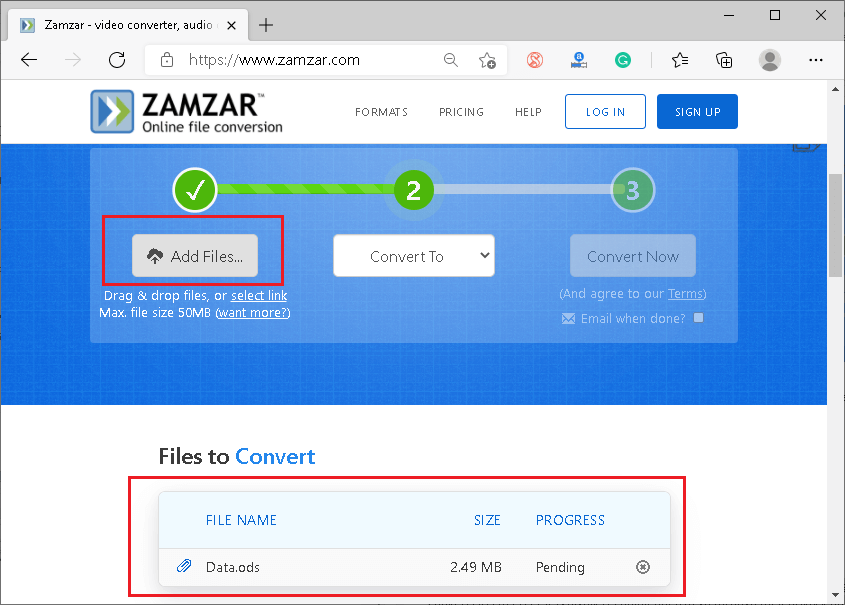 Zamzar - video converter, audio
https://www.zamzar.com
ZAMZAR™
Online file conversion
FORMATS PRICING HELP LOG IN SIGN UP
2 3
Add Files... Convert To Convert Now
Drag & drop files, or select link
Max. file size 50MB (want more?)
(And agree to our Terms)
Email when done?
Files to Convert
FILE NAME SIZE PROGRESS
Data.ods 2.49 MB Pending